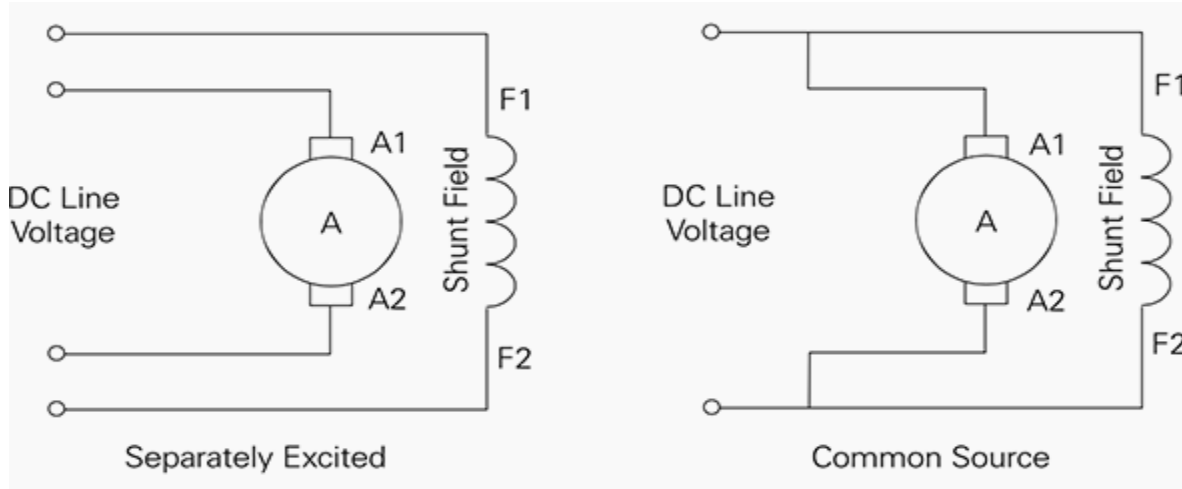 F1
A1
DC Line
Voltage
A
Shunt Field
A2
F2
Separately Excited
F1
A1
DC Line
Voltage
A
Shunt Field
A2
F2
Common Source